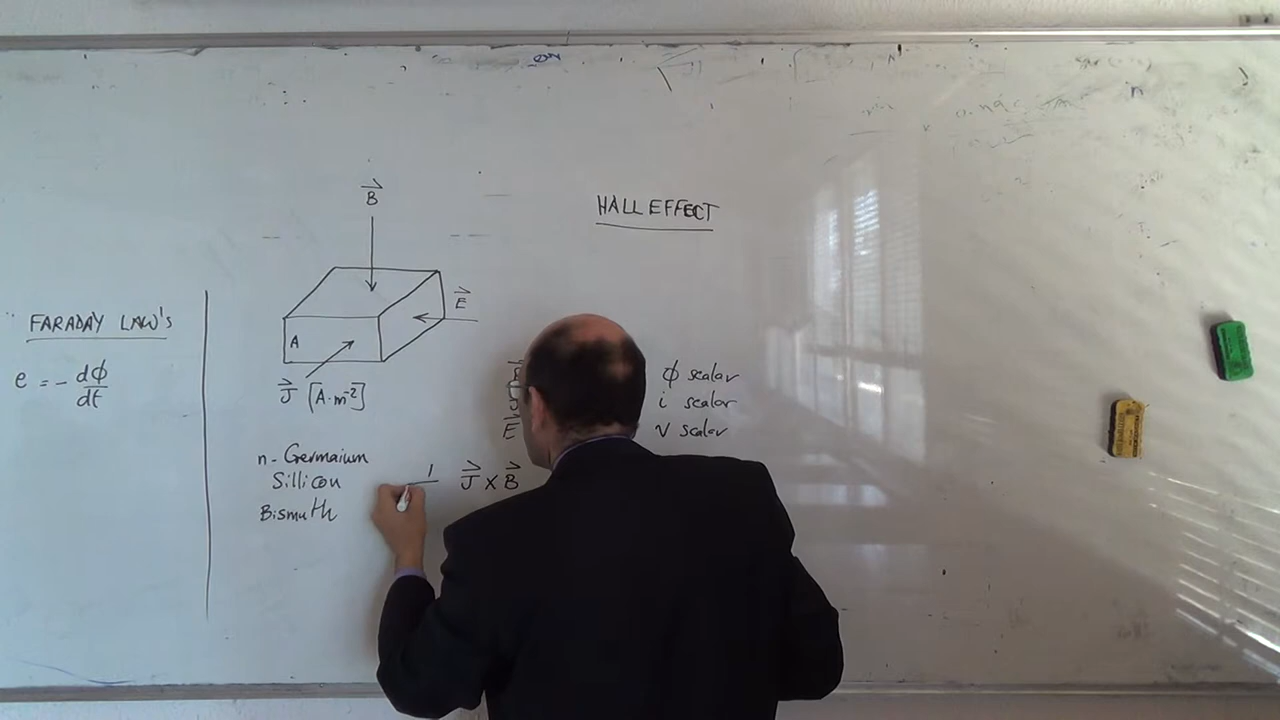 HALL EFFECT
FARADAY LAW'S
e = - dϕ/dt
B
E
A
J [A·m⁻²]
ϕ scalar
i scalar
E
v scalar
n - Germaium
Sillicon
Bismuth
1
J x B